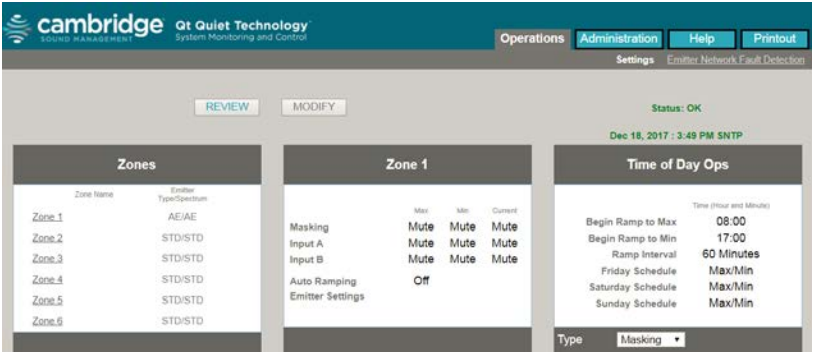 cambridge
SOUND MANAGEMENT
Qt Quiet Technology
System Monitoring and Control
Operations Administration Help Printout
Settings Emitter Network Fault Detection
REVIEW MODIFY
Status: OK
Dec 18, 2017 : 3:49 PM SNTP
Zones
Zone Name Emitter Type/Spectrum
Zone 1 AE/AE
Zone 2 STD/STD
Zone 3 STD/STD
Zone 4 STD/STD
Zone 5 STD/STD
Zone 6 STD/STD
Zone 1
Max Min Current
Masking Mute Mute Mute
Input A Mute Mute Mute
Input B Mute Mute Mute
Auto Ramping Off
Emitter Settings
Time of Day Ops
Time (Hour and Minute)
Begin Ramp to Max 08:00
Begin Ramp to Min 17:00
Ramp Interval 60 Minutes
Friday Schedule Max/Min
Saturday Schedule Max/Min
Sunday Schedule Max/Min
Type Masking